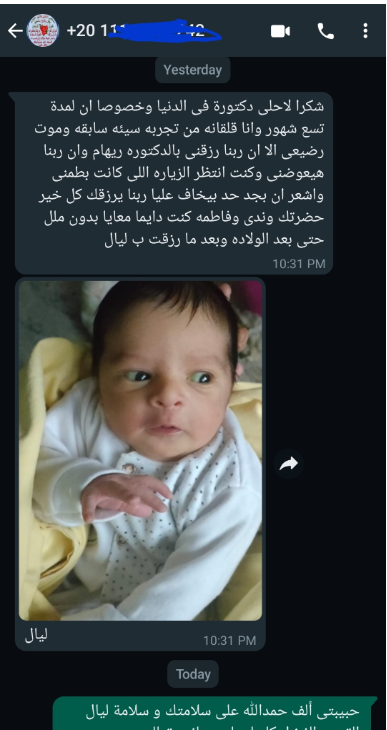 +20 11
42
Yesterday
شكرا لاحلى دكتورة فى الدنيا وخصوصا ان لمدة
تسع شهور وانا قلقانه من تجربه سيئه سابقه وموت
رضيعى الا ان ربنا رزقنى بالدكتوره ريهام وان ربنا
هيعوضنى وكنت انتظر الزياره اللى كانت بطمنى
واشعر ان بجد حد بيخاف عليا ربنا يرزقك كل خير
حضرتك وندى وفاطمه كنت دايما معايا بدون ملل
حتى بعد الولاده وبعد ما رزقت ب ليال
10:31 PM
ليال
10:31 PM
Today
حبيبتى ألف حمدالله على سلامتك و سلامة ليال